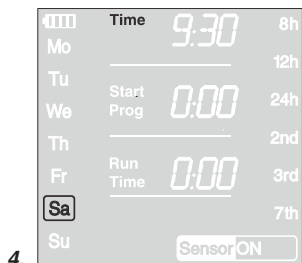 Time 9:30 8h
Mo
12h
Tu
Start
We Prog 0:00 24h
2nd
Th
Run
Fr Time 0:00 3rd
Sa
7th
Su
Sensor ON
4